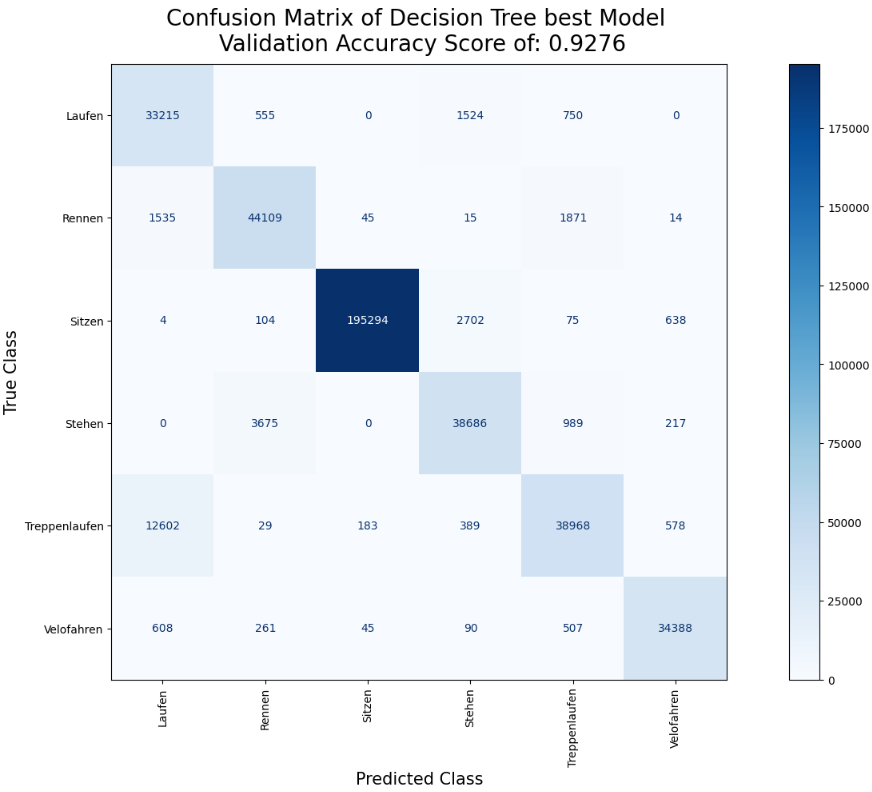 Confusion Matrix of Decision Tree best Model
Validation Accuracy Score of: 0.9276
True Class
Laufen 33215 555 0 1524 750 0
Rennen 1535 44109 45 15 1871 14
Sitzen 4 104 195294 2702 75 638
Stehen 0 3675 0 38686 989 217
Treppenlaufen 12602 29 183 389 38968 578
Velofahren 608 261 45 90 507 34388
Laufen Rennen Sitzen Stehen Treppenlaufen Velofahren
Predicted Class
175000
150000
125000
100000
75000
50000
25000
0